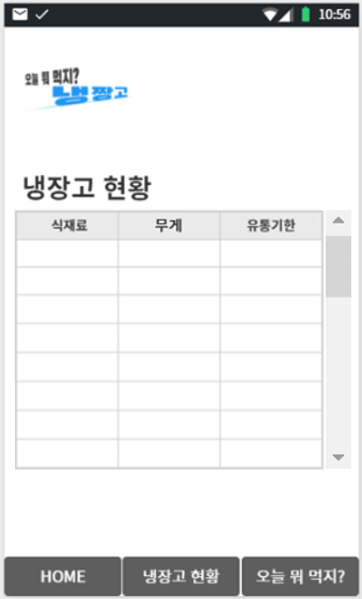 10:56
오늘 뭐 먹지?
냉짱고
냉장고 현황
식재료 무게 유통기한
HOME 냉장고 현황 오늘 뭐 먹지?